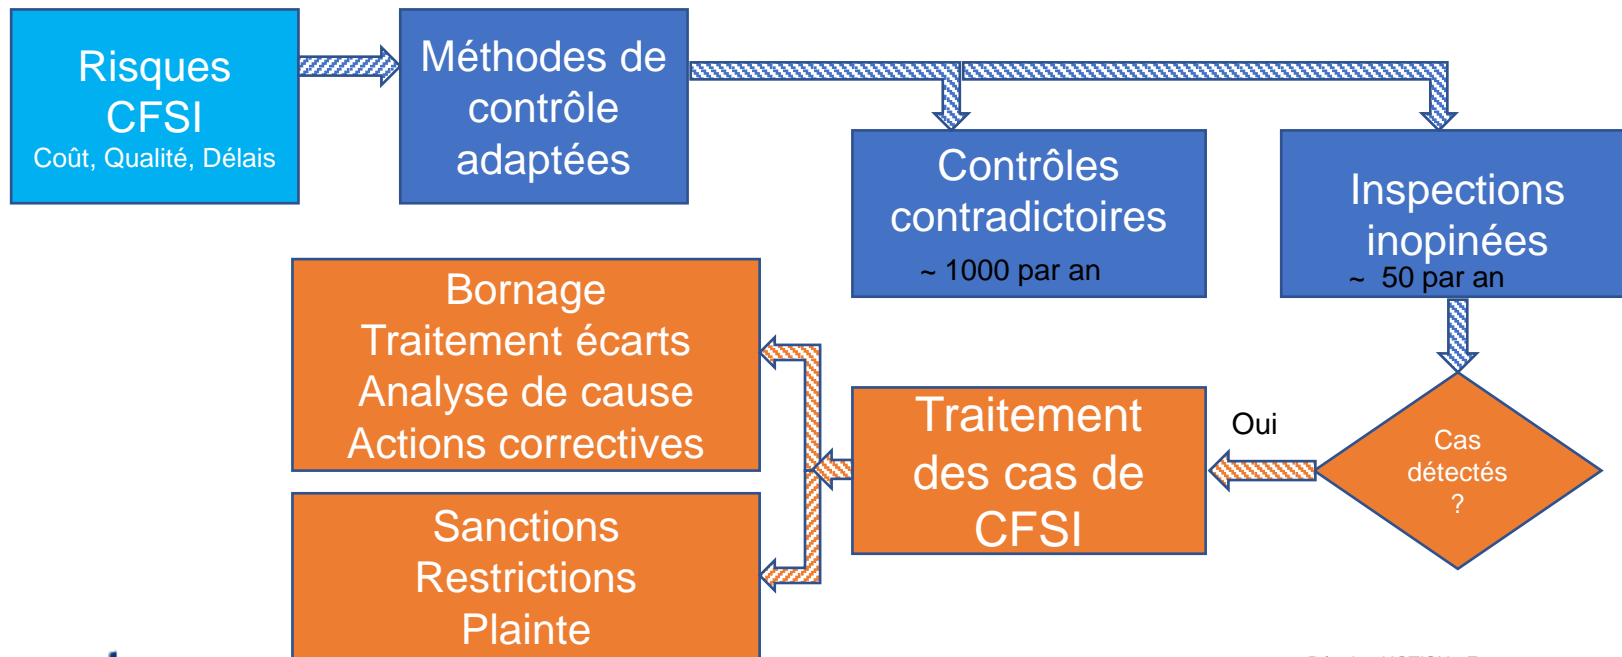 Risques
CFSI
Coût, Qualité, Délais
Méthodes de
contrôle
adaptées
Contrôles
contradictoires
~ 1000 par an
Inspections
inopinées
~ 50 par an
Bornage
Traitement écarts
Analyse de cause
Actions correctives
Traitement
des cas de
CFSI
Oui
Cas
détectés
?
Sanctions
Restrictions
Plainte